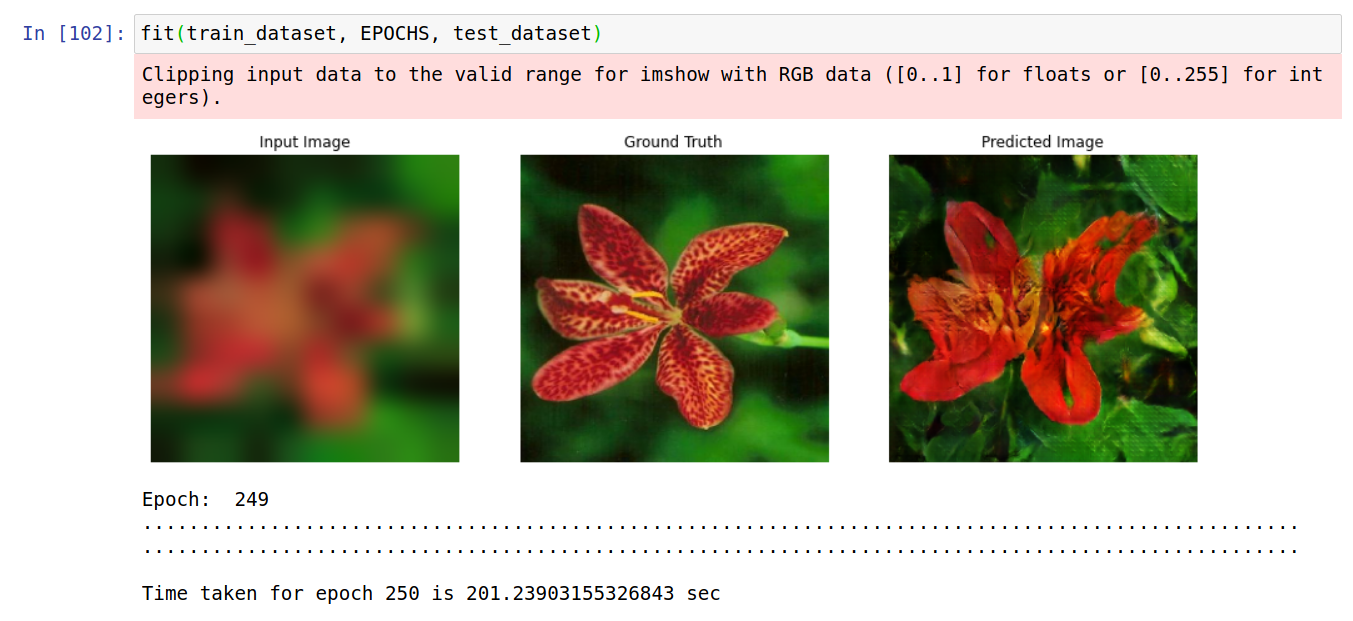 In [102]: fit(train_dataset, EPOCHS, test_dataset)
Clipping input data to the valid range for imshow with RGB data ([0..1] for floats or [0..255] for int
egers).
Input Image Ground Truth Predicted Image
Epoch:  249
....................................................................................................
....................................................................................................
Time taken for epoch 250 is 201.23903155326843 sec